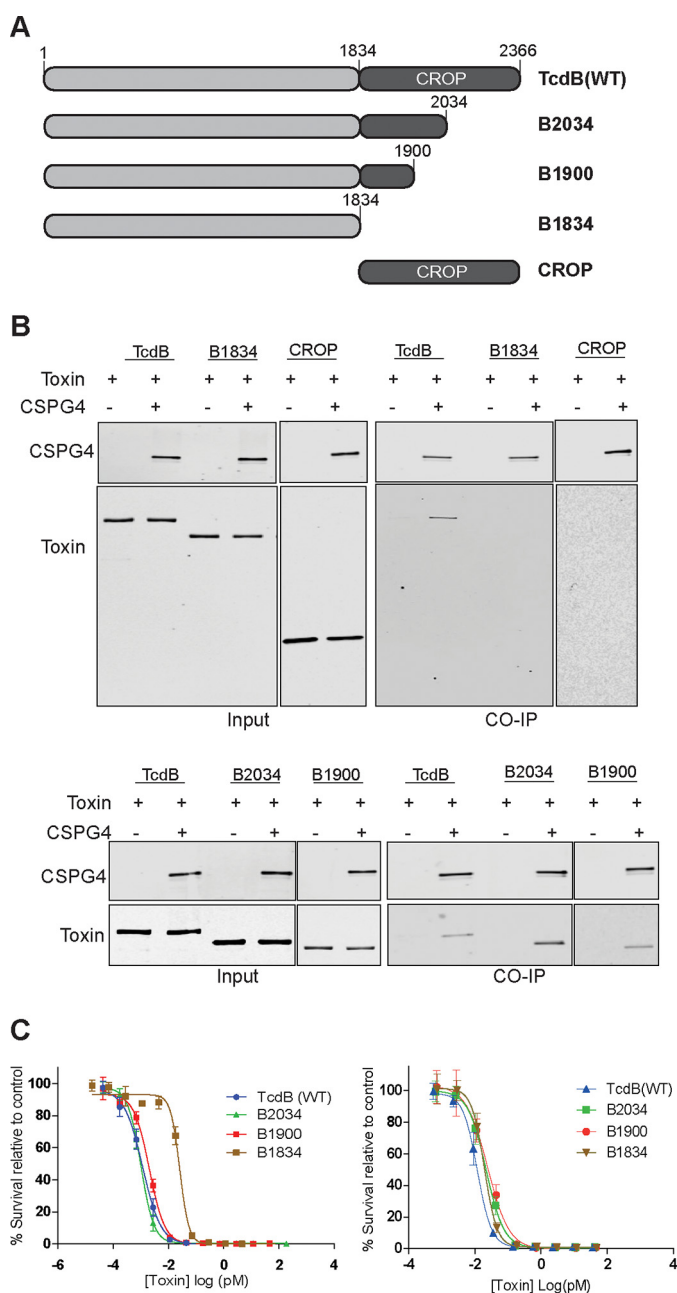 A
1 1834 2366
CROP TcdB(WT)
2034
B2034
1900
B1900
1834
B1834
CROP CROP
B
TcdB B1834 CROP TcdB B1834 CROP
Toxin + + + + + + + + + + + +
CSPG4 - + - + - + - + - + - +
CSPG4
Toxin
Input CO-IP
TcdB B2034 B1900 TcdB B2034 B1900
Toxin + + + + + + + + + + + +
CSPG4 - + - + - + - + - + - +
CSPG4
Toxin
Input CO-IP
C
% Survival relative to control
100
80
60
40
20
0
-6 -4 -2 0 2 4
[Toxin] log (pM)
TcdB (WT)
B2034
B1900
B1834
% Survival relative to control
100
80
60
40
20
0
-4 -2 0 2 4
[Toxin] Log(pM)
TcdB(WT)
B2034
B1900
B1834